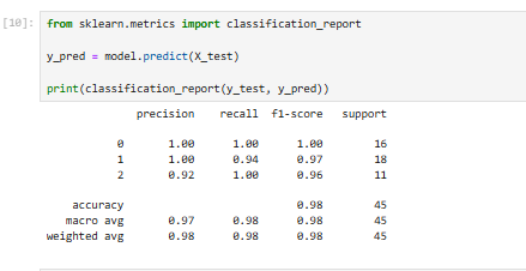 [10]: from sklearn.metrics import classification_report
y_pred = model.predict(X_test)
print(classification_report(y_test, y_pred))
precision recall f1-score support
0 1.00 1.00 1.00 16
1 1.00 0.94 0.97 18
2 0.92 1.00 0.96 11
accuracy 0.98 45
macro avg 0.97 0.98 0.98 45
weighted avg 0.98 0.98 0.98 45